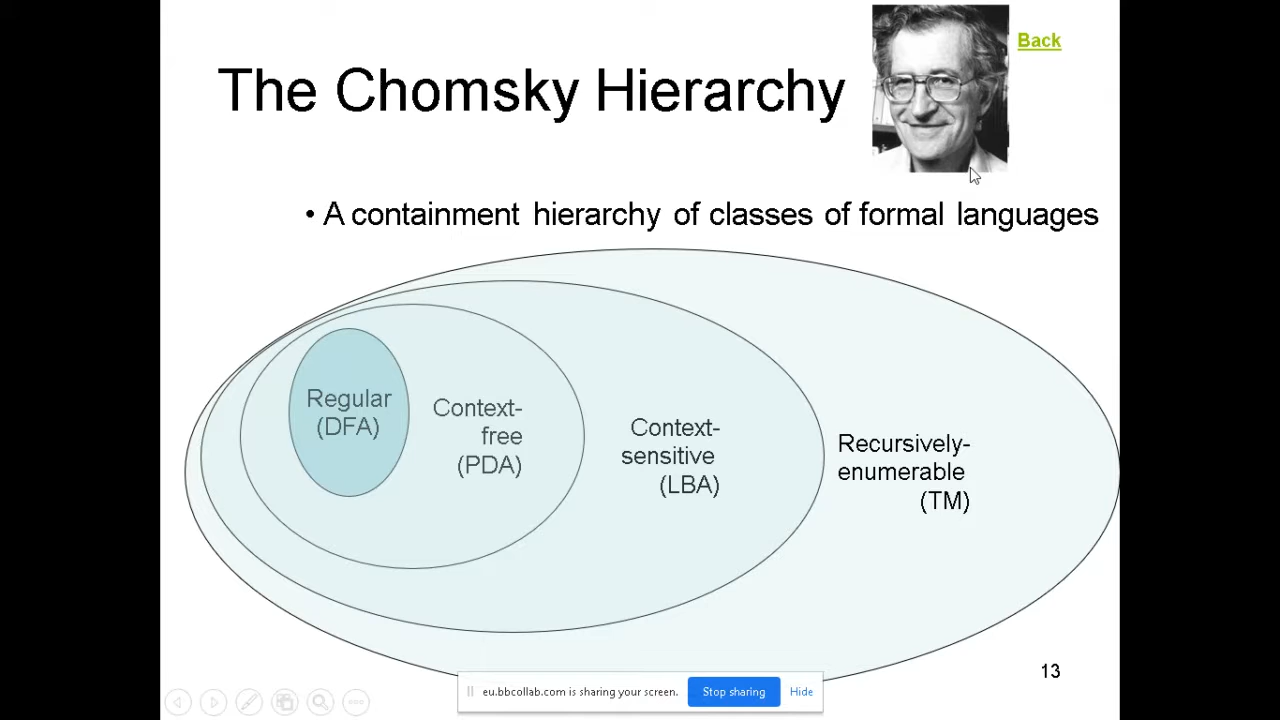 Back
The Chomsky Hierarchy
• A containment hierarchy of classes of formal languages
Regular
(DFA)
Context-
free
(PDA)
Context-
sensitive
(LBA)
Recursively-
enumerable
(TM)
13
eu.bbcollab.com is sharing your screen.
Stop sharing
Hide